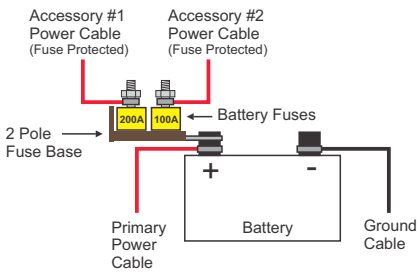 Accessory #1
Power Cable
(Fuse Protected)
Accessory #2
Power Cable
(Fuse Protected)
200A
100A
Battery Fuses
2 Pole
Fuse Base
+
-
Primary
Power
Cable
Battery
Ground
Cable